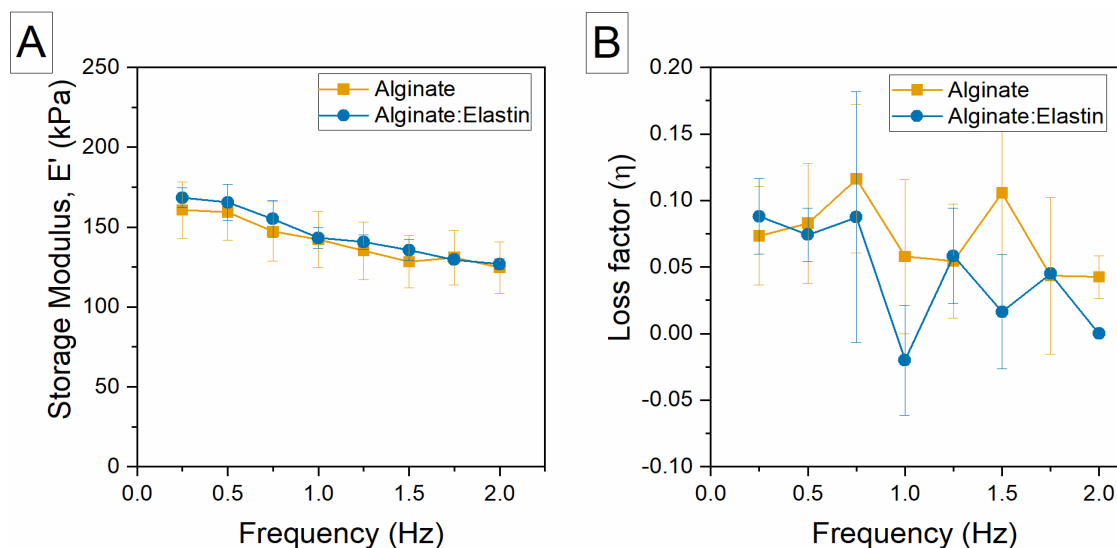 A
250
200
150
100
50
0
Storage Modulus, E' (kPa)
Alginate
Alginate:Elastin
0.0 0.5 1.0 1.5 2.0
Frequency (Hz)
B
0.20
0.15
0.10
0.05
0.00
-0.05
-0.10
Loss factor (η)
Alginate
Alginate:Elastin
0.0 0.5 1.0 1.5 2.0
Frequency (Hz)